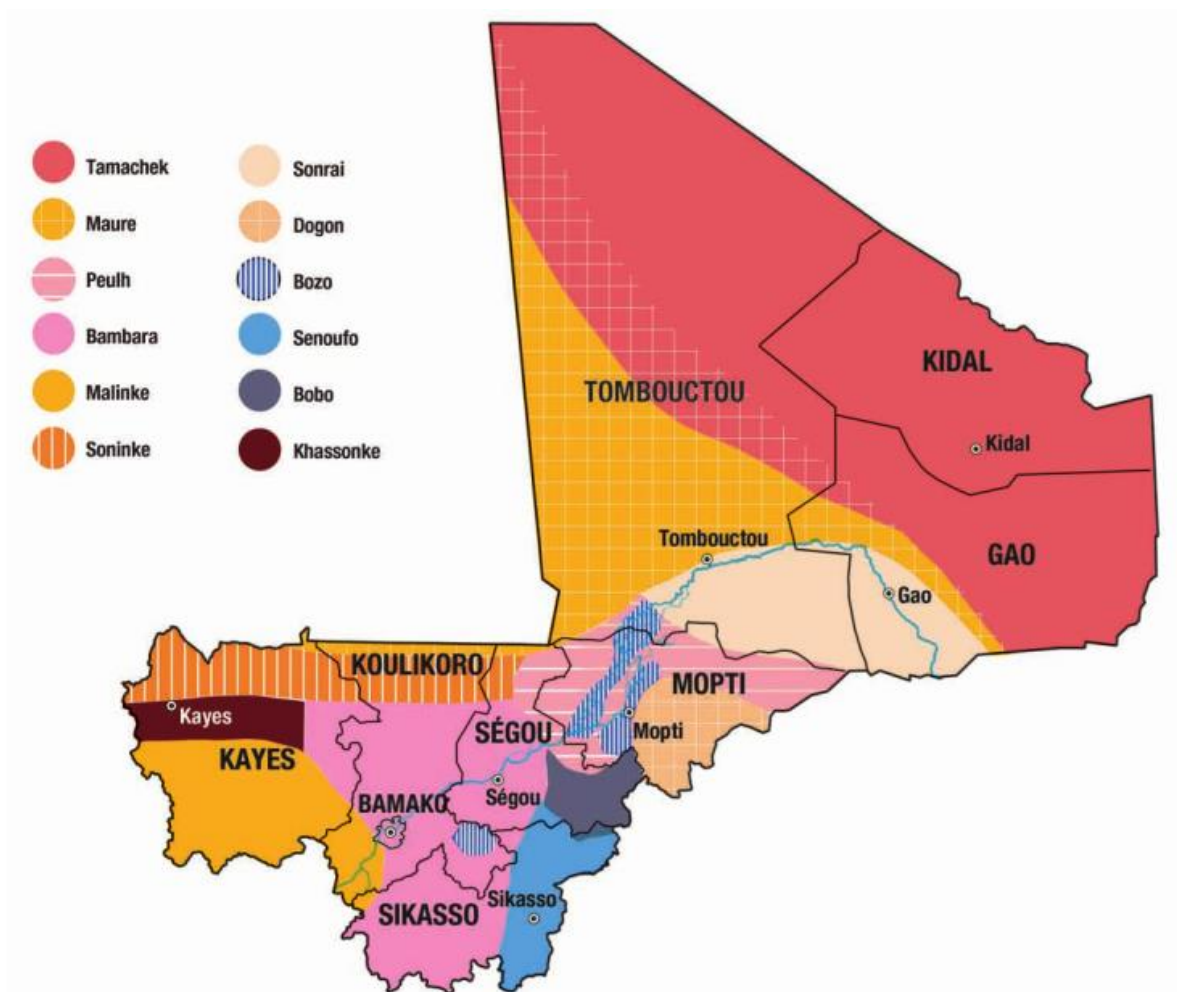 Tamachek
Maure
Peulh
Bambara
Malinke
Soninke
Sonrai
Dogon
Bozo
Senoufo
Bobo
Khassonke
KIDAL
TOMBOUCTOU
Kidal
Tombouctou
GAO
Gao
KOULIKORO
MOPTI
Kayes
SÉGOU
Mopti
KAYES
Ségou
BAMAKO
Sikasso
SIKASSO